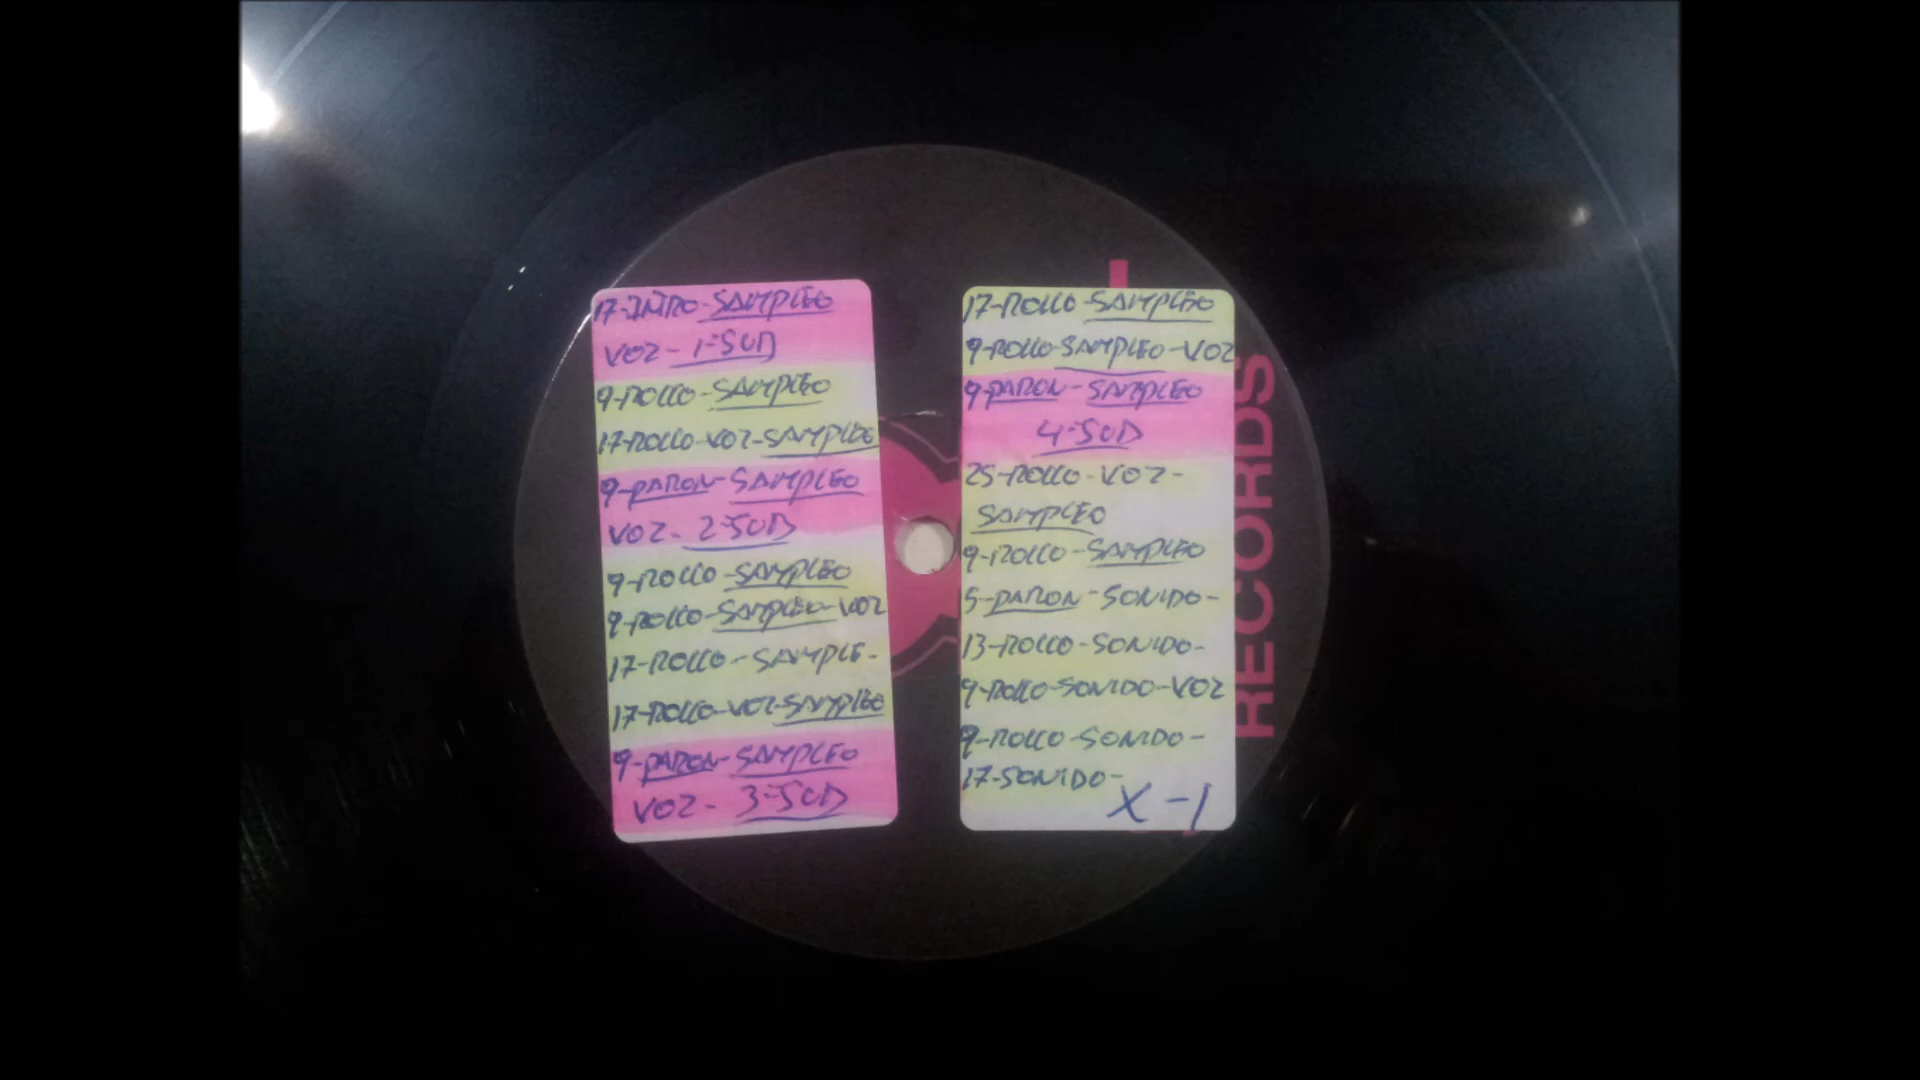 17-INTRO-SAMPLEO
VOZ-1-SUD
9-ROLLO-SAMPLEO
17-ROLLO-VOZ-SAMPLEO
9-PARON-SAMPLEO
VOZ-2-SUD
9-ROLLO-SAMPLEO
9-ROLLO-SAMPLEO-VOZ
17-ROLLO-SAMPLE-
17-ROLLO-VOZ-SAMPLEO
9-PARON-SAMPLEO
VOZ-3-SUD
17-ROLLO-SAMPLEO
9-ROLLO-SAMPLEO-VOZ
9-PARON-SAMPLEO
4-SUD
25-ROLLO-VOZ-
SAMPLEO
9-ROLLO-SAMPLEO
5-PARON-SONIDO-
13-ROLLO-SONIDO-
9-ROLLO-SONIDO-VOZ
9-ROLLO-SONIDO-
17-SONIDO-
X-1
RECORDS